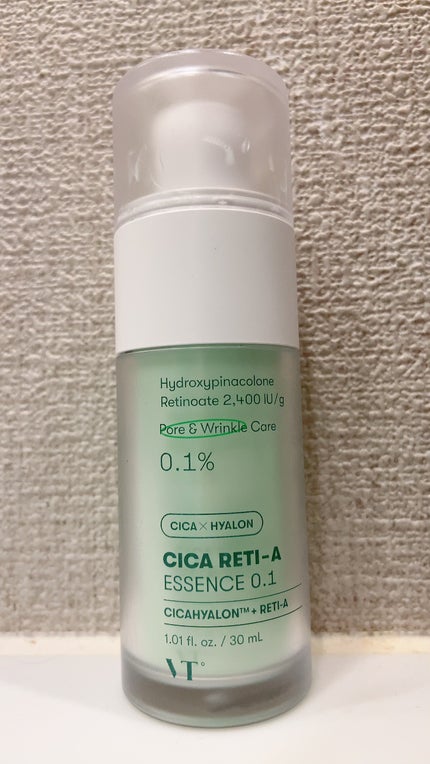 Hydroxypinacolone
Retinoate 2,400 IU/g
Pore & Wrinkle Care
0.1%
CICA × HYALON
CICA RETI-A
ESSENCE 0.1
CICAHYALON™ + RETI-A
1.01 fl. oz. / 30 mL
VT°